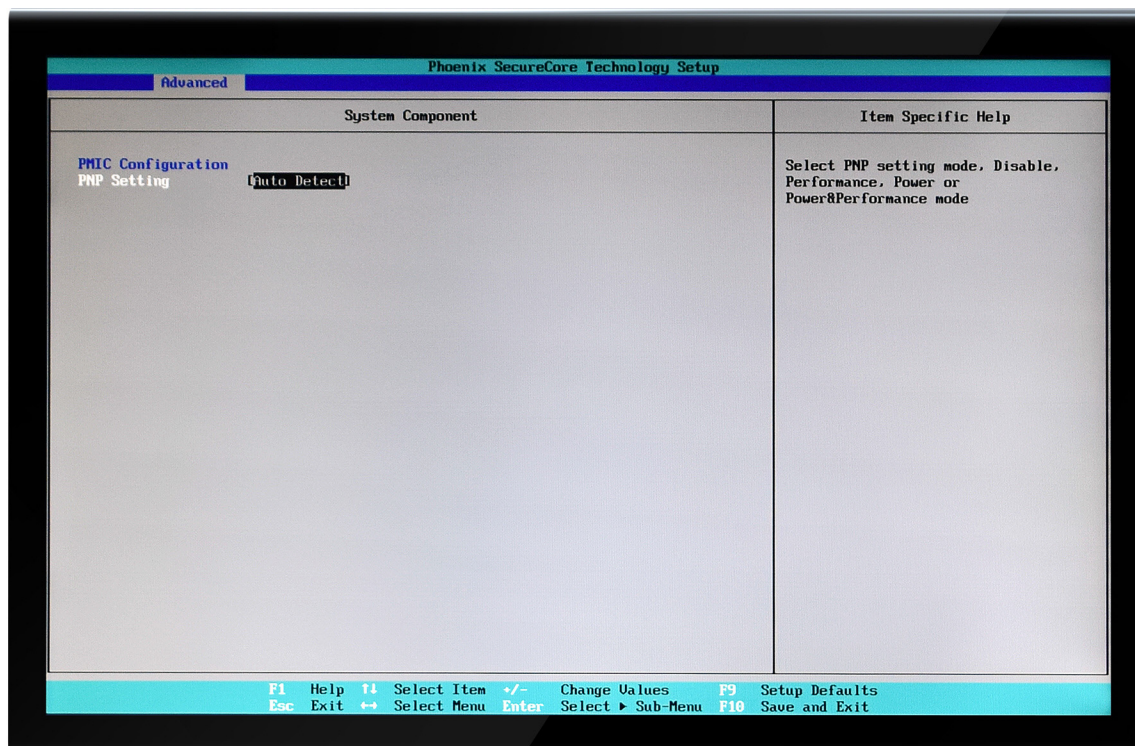 Phoenix SecureCore Technology Setup
Advanced
System Component
PMIC Configuration
PNP Setting [Auto Detect]
Item Specific Help
Select PNP setting mode, Disable,
Performance, Power or
Power&Performance mode
F1 Help ↑↓ Select Item +/- Change Values F9 Setup Defaults
Esc Exit ↔ Select Menu Enter Select ▶ Sub-Menu F10 Save and Exit